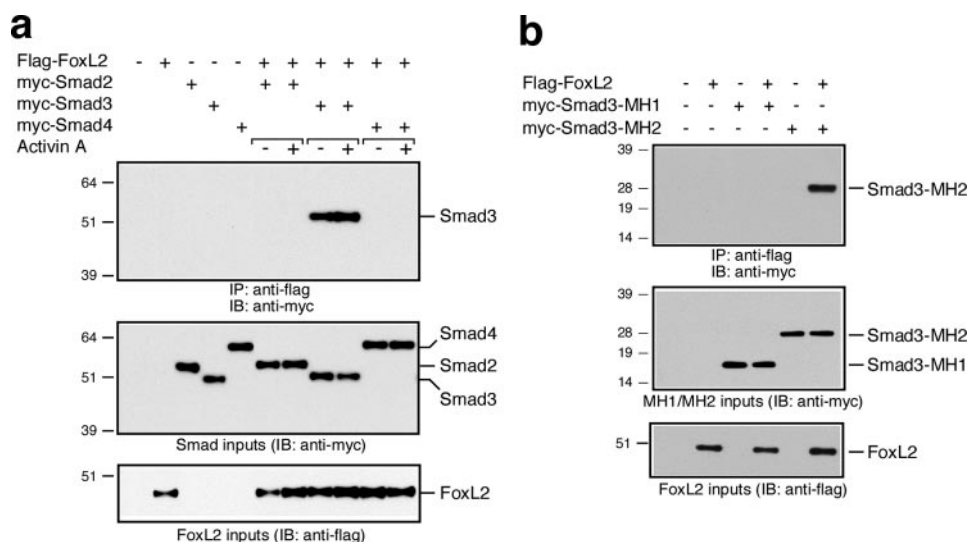 a
Flag-FoxL2 - + - - - + + + + + +
myc-Smad2 + + +
myc-Smad3 + + +
myc-Smad4 + + +
Activin A - + - + - +
64
51
39
Smad3
IP: anti-flag
IB: anti-myc
64
51
39
Smad4
Smad2
Smad3
Smad inputs (IB: anti-myc)
51
FoxL2
FoxL2 inputs (IB: anti-flag)
b
Flag-FoxL2 - + - + - +
myc-Smad3-MH1 - - + + - -
myc-Smad3-MH2 - - - - + +
39
28
19
14
Smad3-MH2
IP: anti-flag
IB: anti-myc
39
28
19
14
Smad3-MH2
Smad3-MH1
MH1/MH2 inputs (IB: anti-myc)
51
FoxL2
FoxL2 inputs (IB: anti-flag)